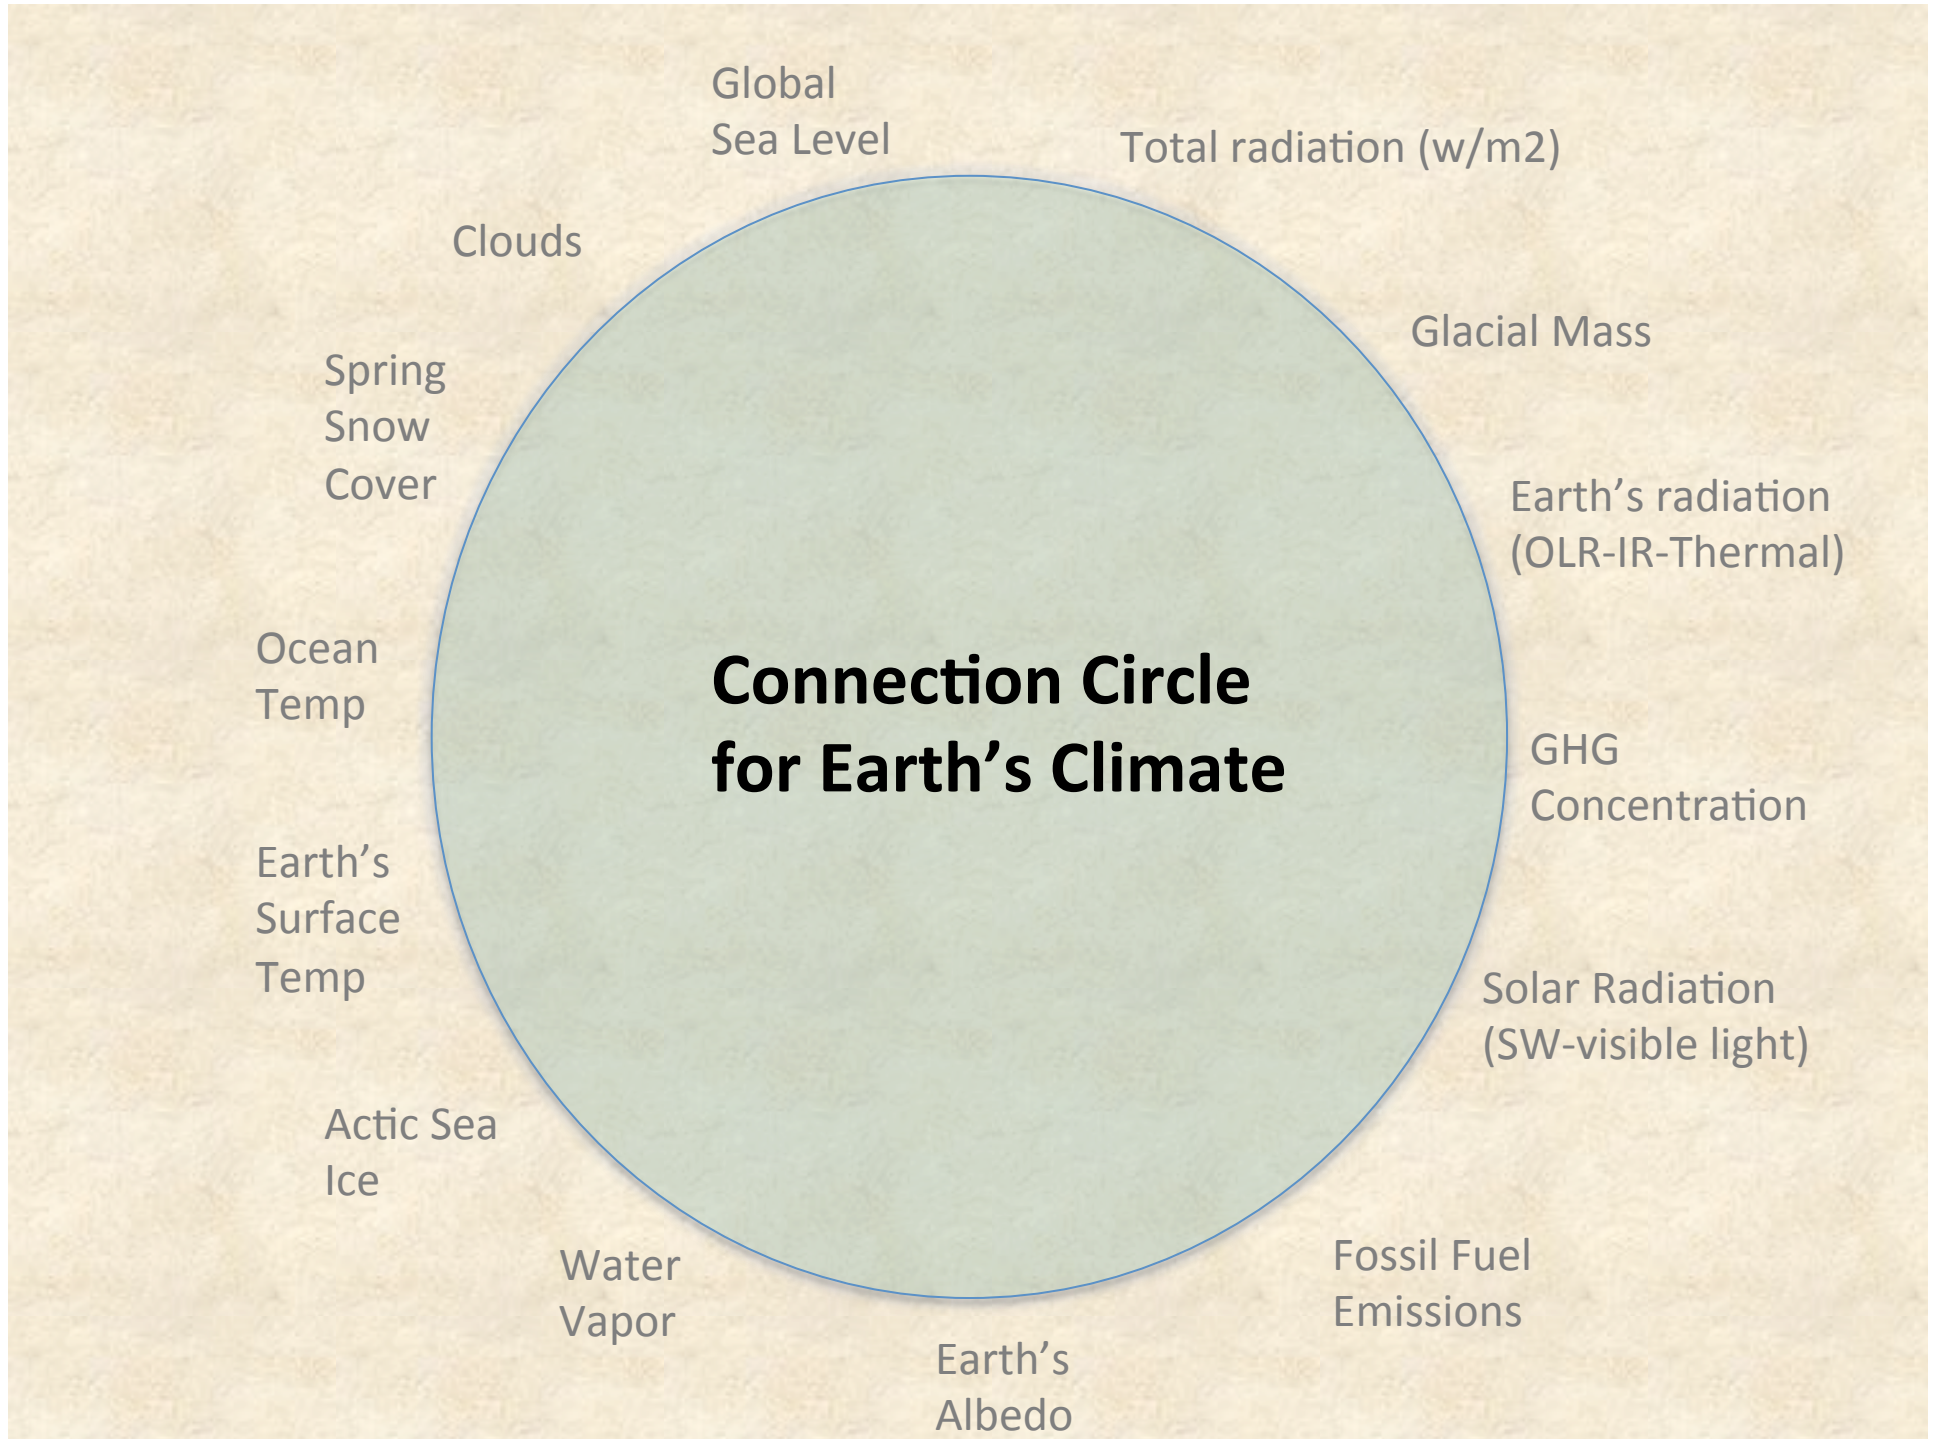 Global
Sea Level
Total radiation (w/m2)
Clouds
Glacial Mass
Spring
Snow
Cover
Earth’s radiation
(OLR-IR-Thermal)
Ocean
Temp
Connection Circle
for Earth’s Climate
GHG
Concentration
Earth’s
Surface
Temp
Solar Radiation
(SW-visible light)
Actic Sea
Ice
Water
Vapor
Fossil Fuel
Emissions
Earth’s
Albedo